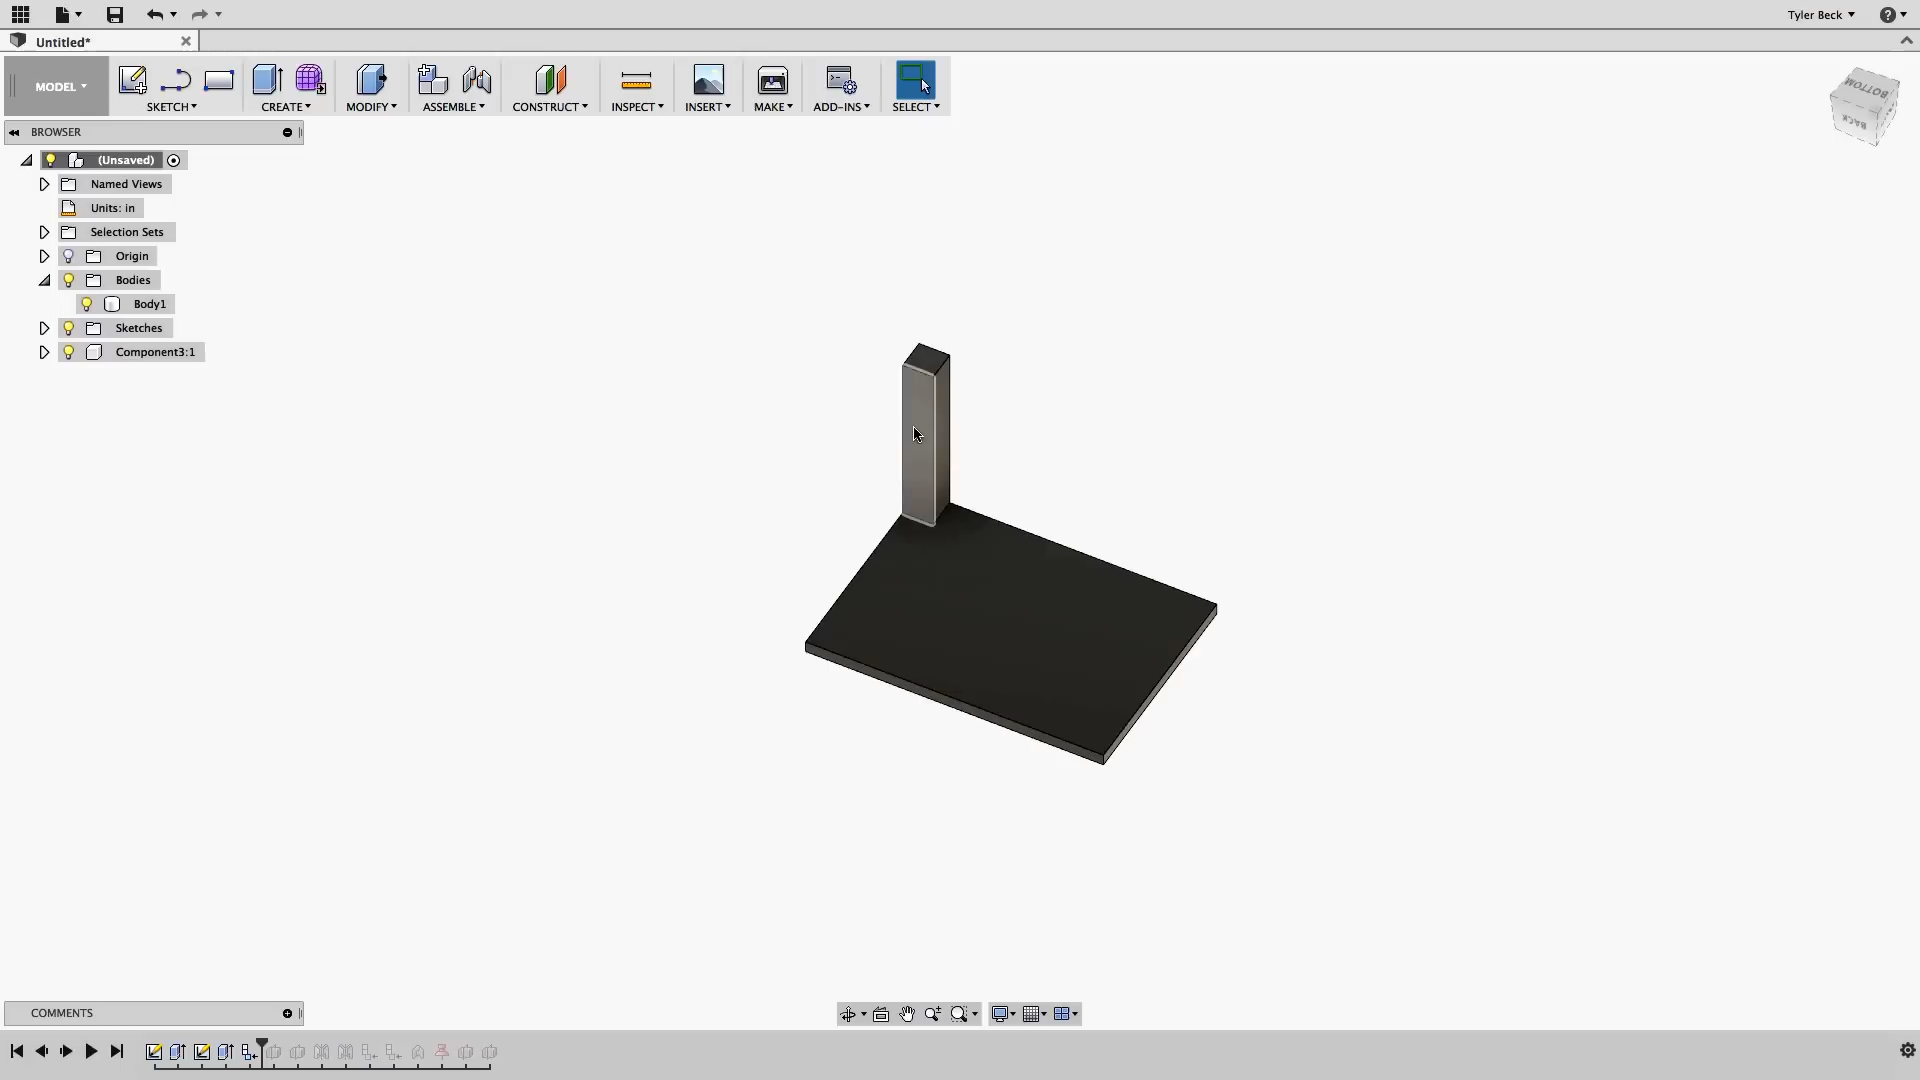 Tyler Beck
Untitled*
MODEL
SKETCH
CREATE
MODIFY
ASSEMBLE
CONSTRUCT
INSPECT
INSERT
MAKE
ADD-INS
SELECT
BOTTOM
BACK
BROWSER
(Unsaved)
Named Views
Units: in
Selection Sets
Origin
Bodies
Body1
Sketches
Component3:1
COMMENTS